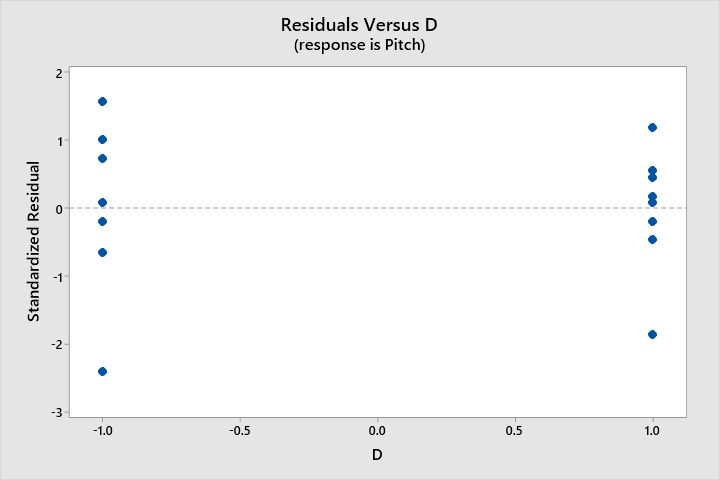 Residuals Versus D
(response is Pitch)
2
1
0
-1
-2
-3
Standardized Residual
-1.0 -0.5 0.0 0.5 1.0
D